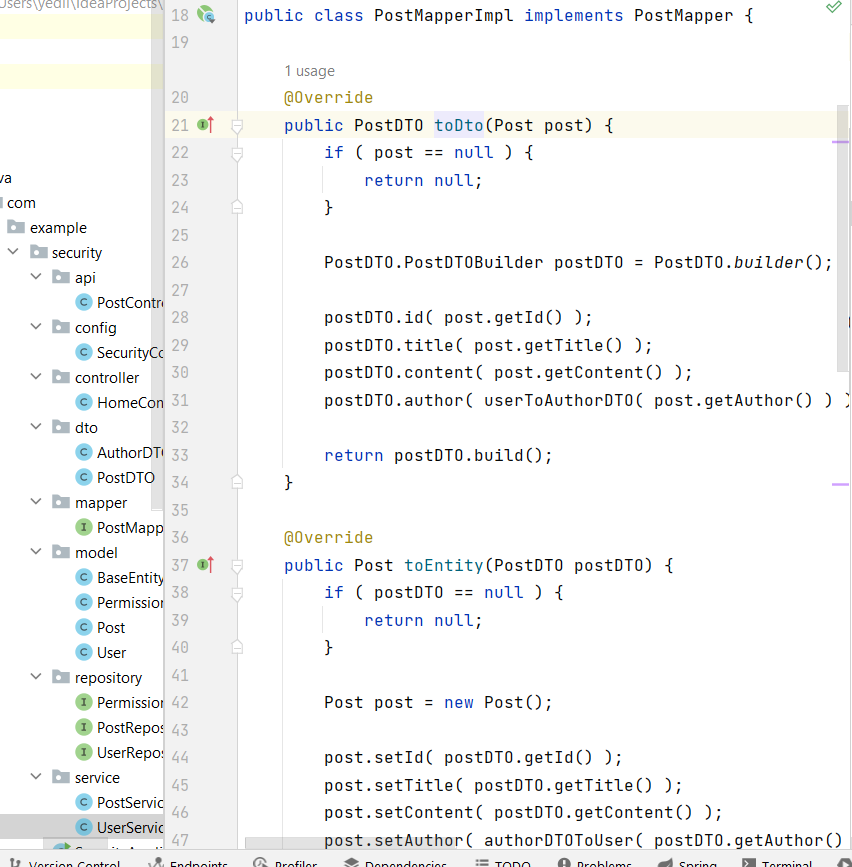 Users\yedil\IdeaProjects\
va
com
example
security
api
PostContr
config
SecurityCo
controller
HomeCon
dto
AuthorDT
PostDTO
mapper
PostMapp
model
BaseEntity
Permission
Post
User
repository
Permission
PostRepos
UserRepos
service
PostServic
UserServic
18 public class PostMapperImpl implements PostMapper {
19
1 usage
20 @Override
21 public PostDTO toDto(Post post) {
22 if ( post == null ) {
23 return null;
24 }
25
26 PostDTO.PostDTOBuilder postDTO = PostDTO.builder();
27
28 postDTO.id( post.getId() );
29 postDTO.title( post.getTitle() );
30 postDTO.content( post.getContent() );
31 postDTO.author( userToAuthorDTO( post.getAuthor() ) )
32
33 return postDTO.build();
34 }
35
36 @Override
37 public Post toEntity(PostDTO postDTO) {
38 if ( postDTO == null ) {
39 return null;
40 }
41
42 Post post = new Post();
43
44 post.setId( postDTO.getId() );
45 post.setTitle( postDTO.getTitle() );
46 post.setContent( postDTO.getContent() );
47 post.setAuthor( authorDTOToUser( postDTO.getAuthor()
Version Control Endpoints Profiler Dependencies TODO Problems Spring Terminal